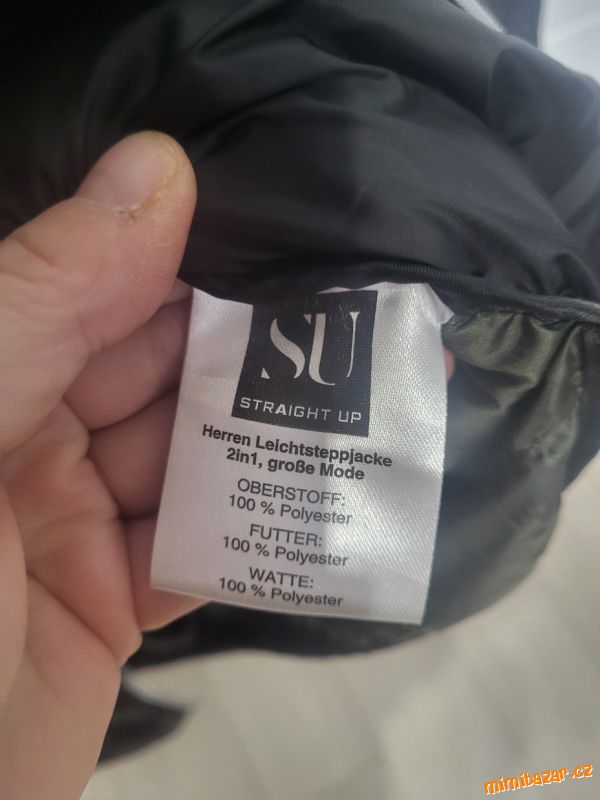 SU
STRAIGHT UP
Herren Leichtsteppjacke
2in1, große Mode
OBERSTOFF:
100 % Polyester
FUTTER:
100 % Polyester
WATTE:
100 % Polyester
mimibazar.cz